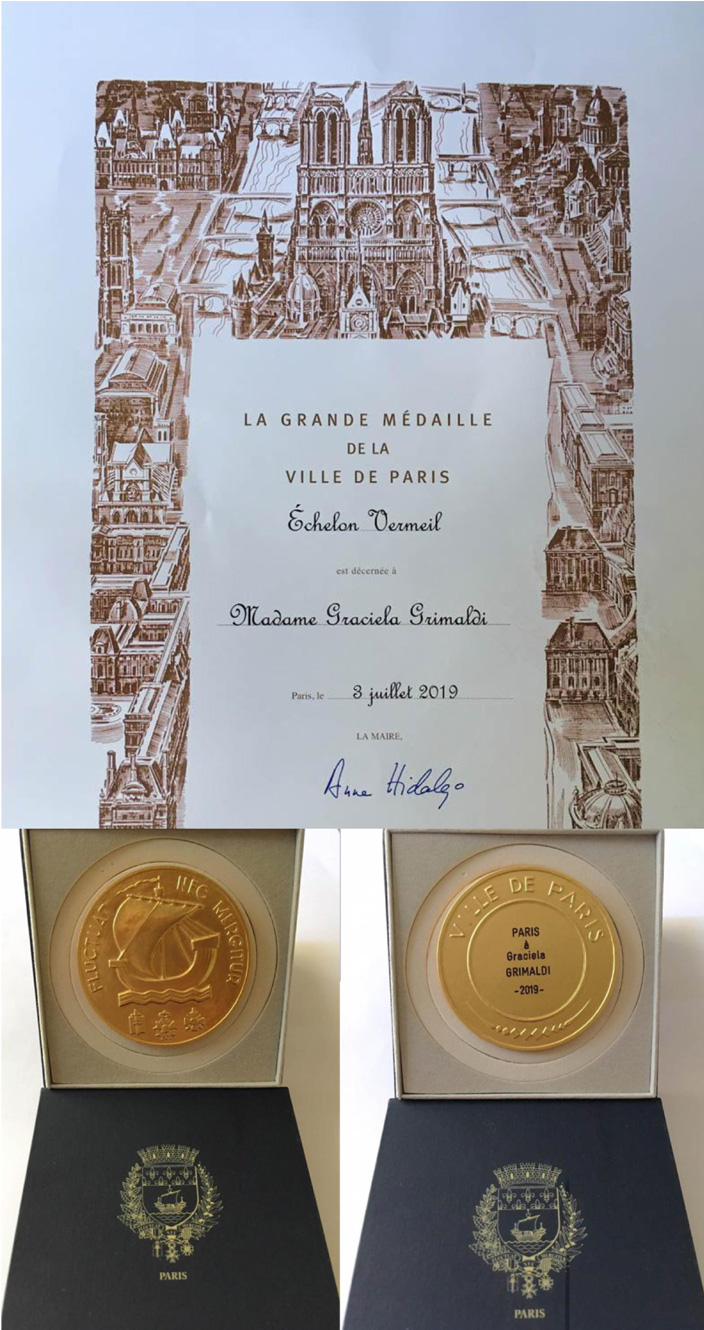 LA GRANDE MÉDAILLE
DE LA
VILLE DE PARIS
Échelon Vermeil
est décernée à
Madame Graciela Grimaldi
Paris, le 3 juillet 2019
LA MAIRE,
Anne Hidalgo
FLUCTUAT NEC MERGITUR
PARIS
VILLE DE PARIS
PARIS
à
Graciela
GRIMALDI
-2019-
PARIS